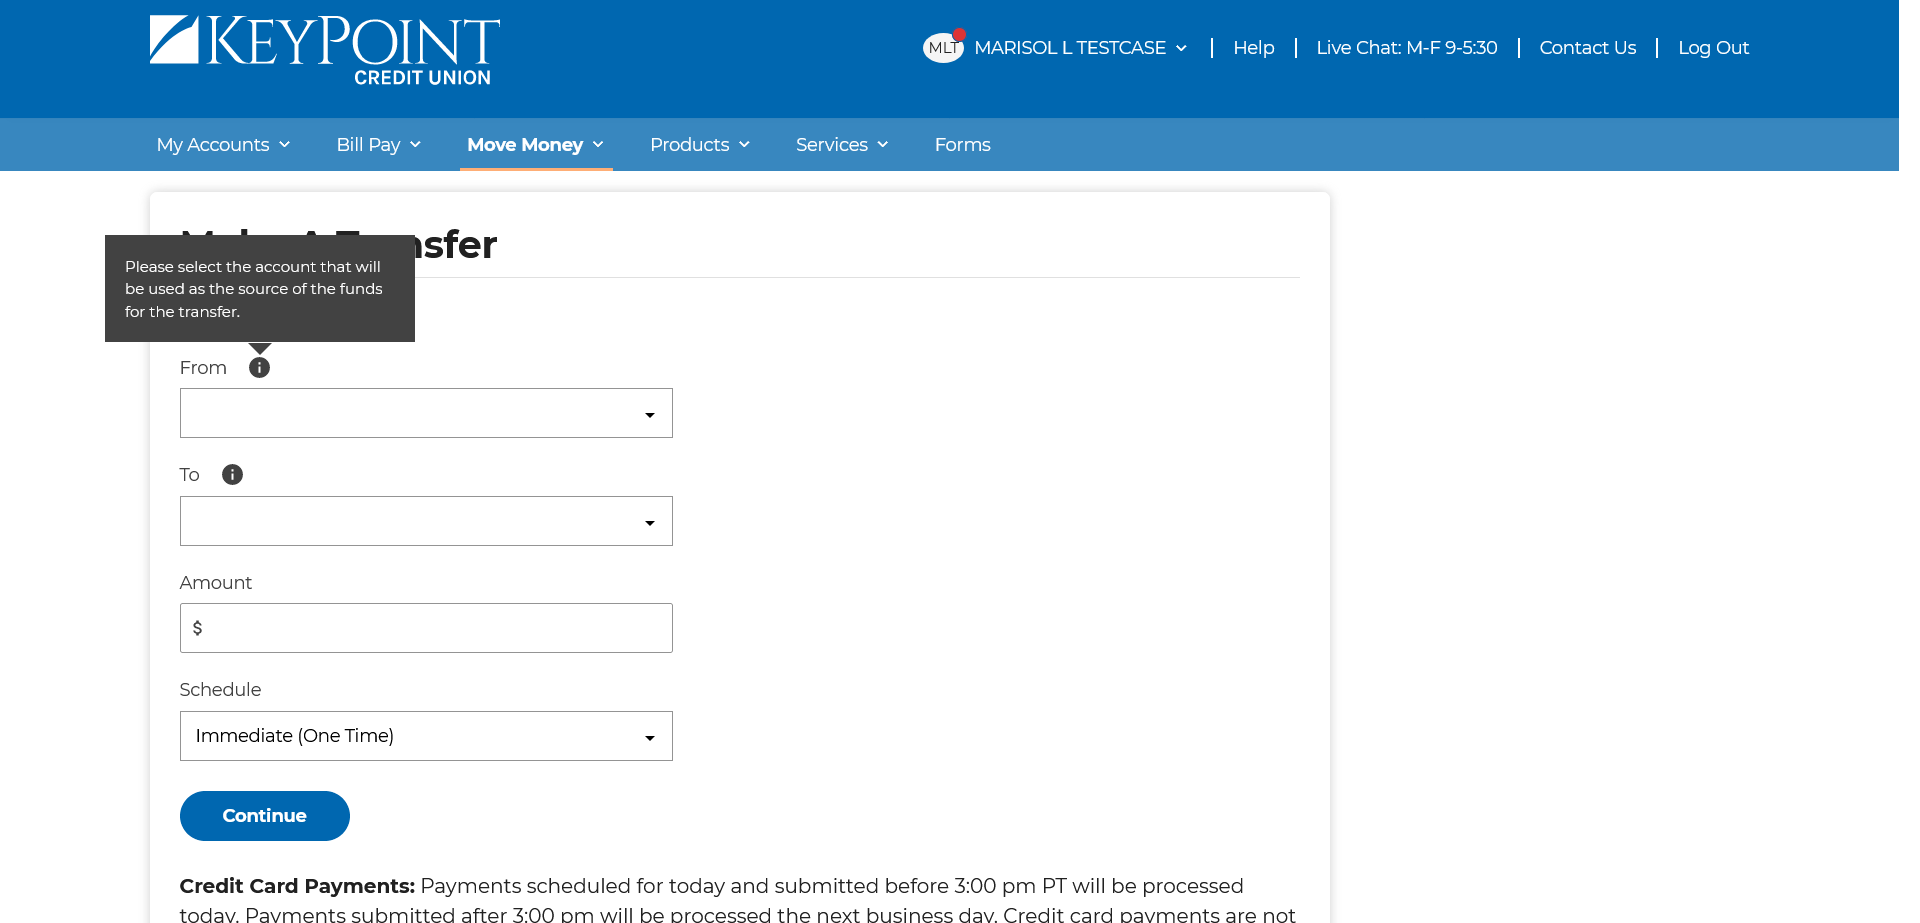 KEYPOINT
CREDIT UNION
MLT MARISOL L TESTCASE Help Live Chat: M-F 9-5:30 Contact Us Log Out
My Accounts Bill Pay Move Money Products Services Forms
nsfer
Please select the account that will
be used as the source of the funds
for the transfer.
From
To
Amount
$
Schedule
Immediate (One Time)
Continue
Credit Card Payments: Payments scheduled for today and submitted before 3:00 pm PT will be processed
today. Payments submitted after 3:00 pm will be processed the next business day. Credit card payments are not